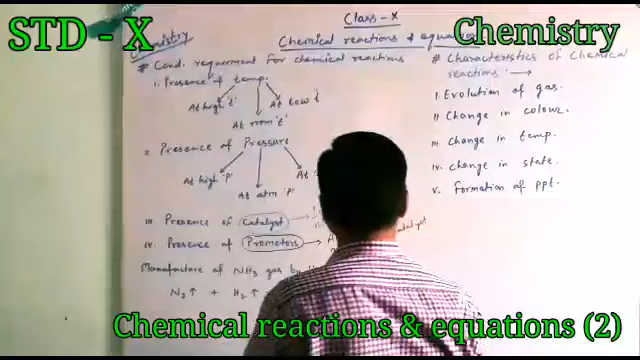 STD - X
Chemistry
Chemistry
Class - X
Chemical reactions & equations
# Cond. requirment for chemical reactions
i. Presence of temp.
At high 't'
At room 't'
At low 't'
ii Presence of Pressure
At high 'P'
At atm 'P'
At
iii Presence of Catalyst
iv. Presence of Promotors
Manufacture of NH3 gas by
N2↑ + H2↑
# Characteristics of Chemical
reactions :
I. Evolution of gas.
ii Change in colour.
iii. Change in temp.
iv. change in state.
v. Formation of ppt.
Chemical reactions & equations (2)